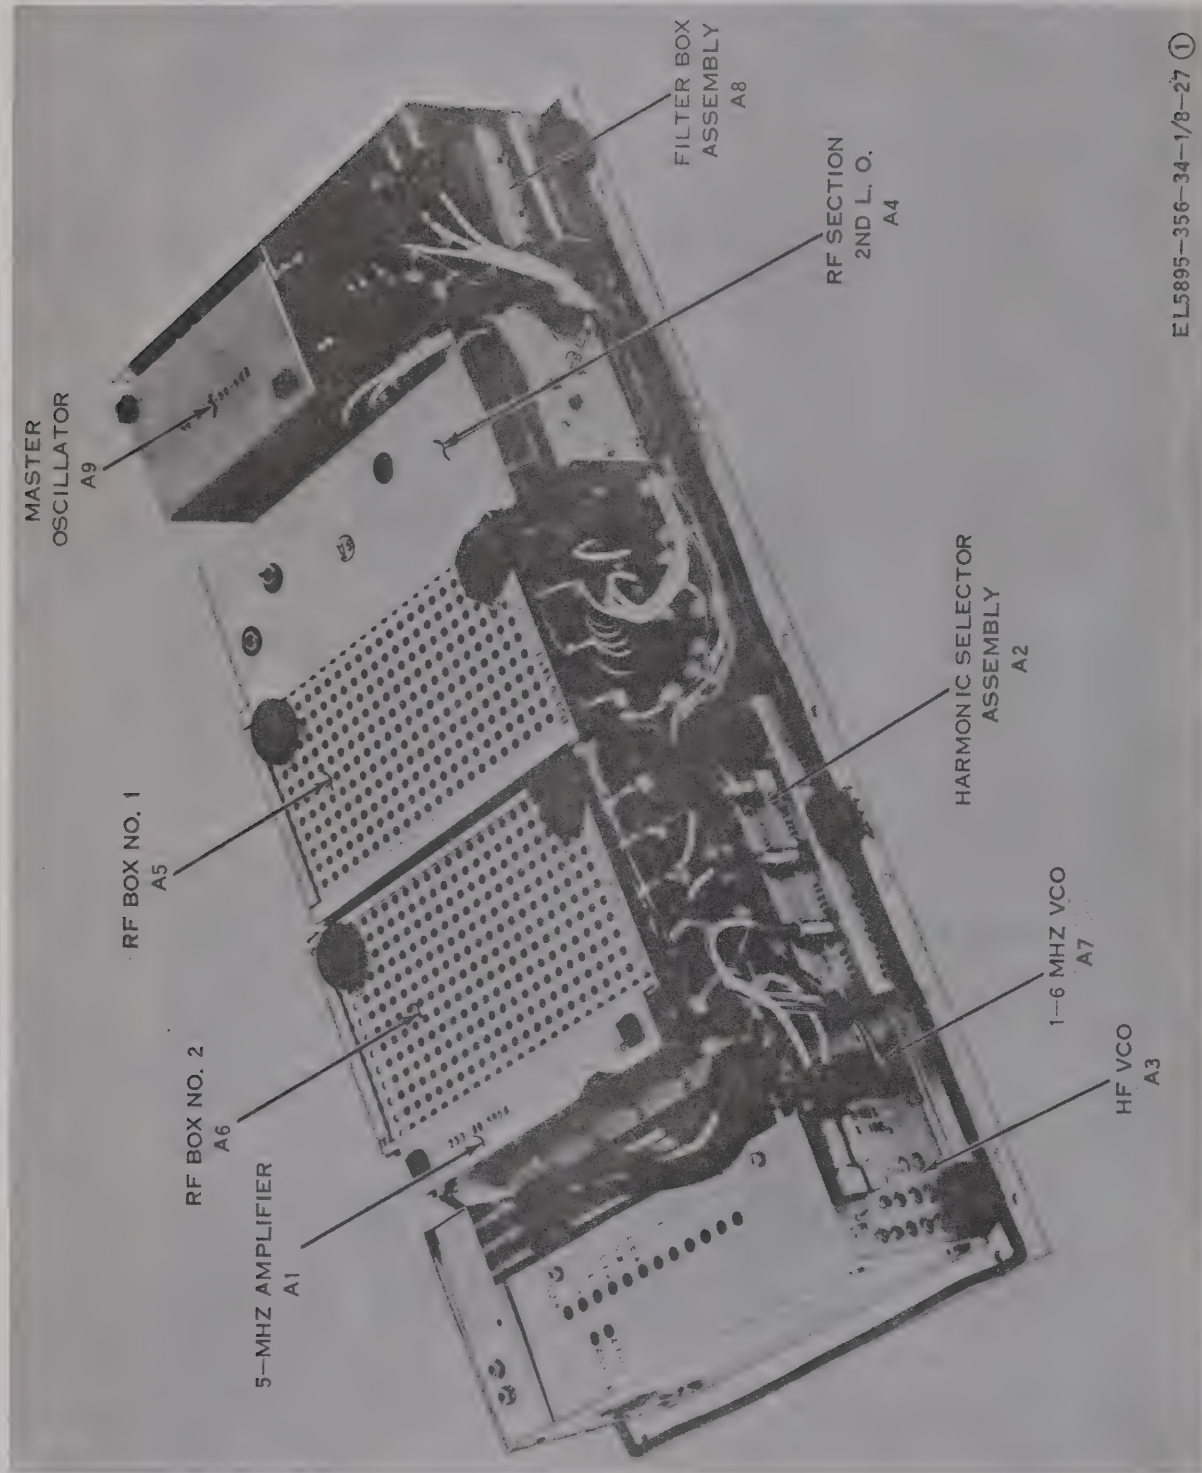 MASTER
OSCILLATOR
A9
RF BOX NO. 1
A5
RF BOX NO. 2
A6
5—MHZ AMPLIFIER
A1
FILTER BOX
ASSEMBLY
A8
RF SECTION
2ND L. O.
A4
HARMONIC SELECTOR
ASSEMBLY
A2
1—6 MHZ VCO
A7
HF VCO
A3
EL5895—356—34—1/8—27 ①